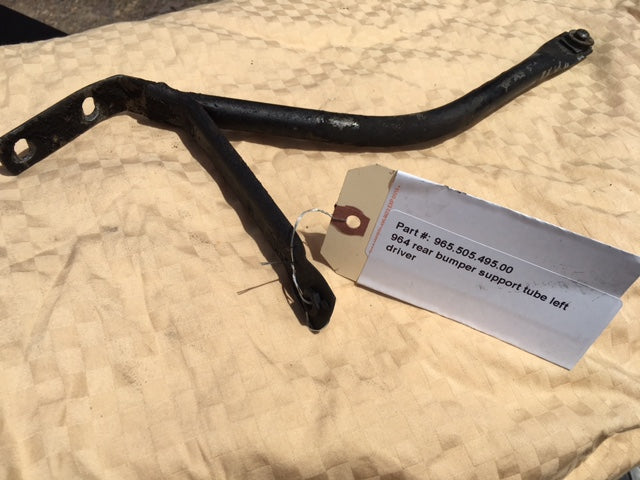 Part #: 965.505.495.00
964 rear bumper support tube left
driver